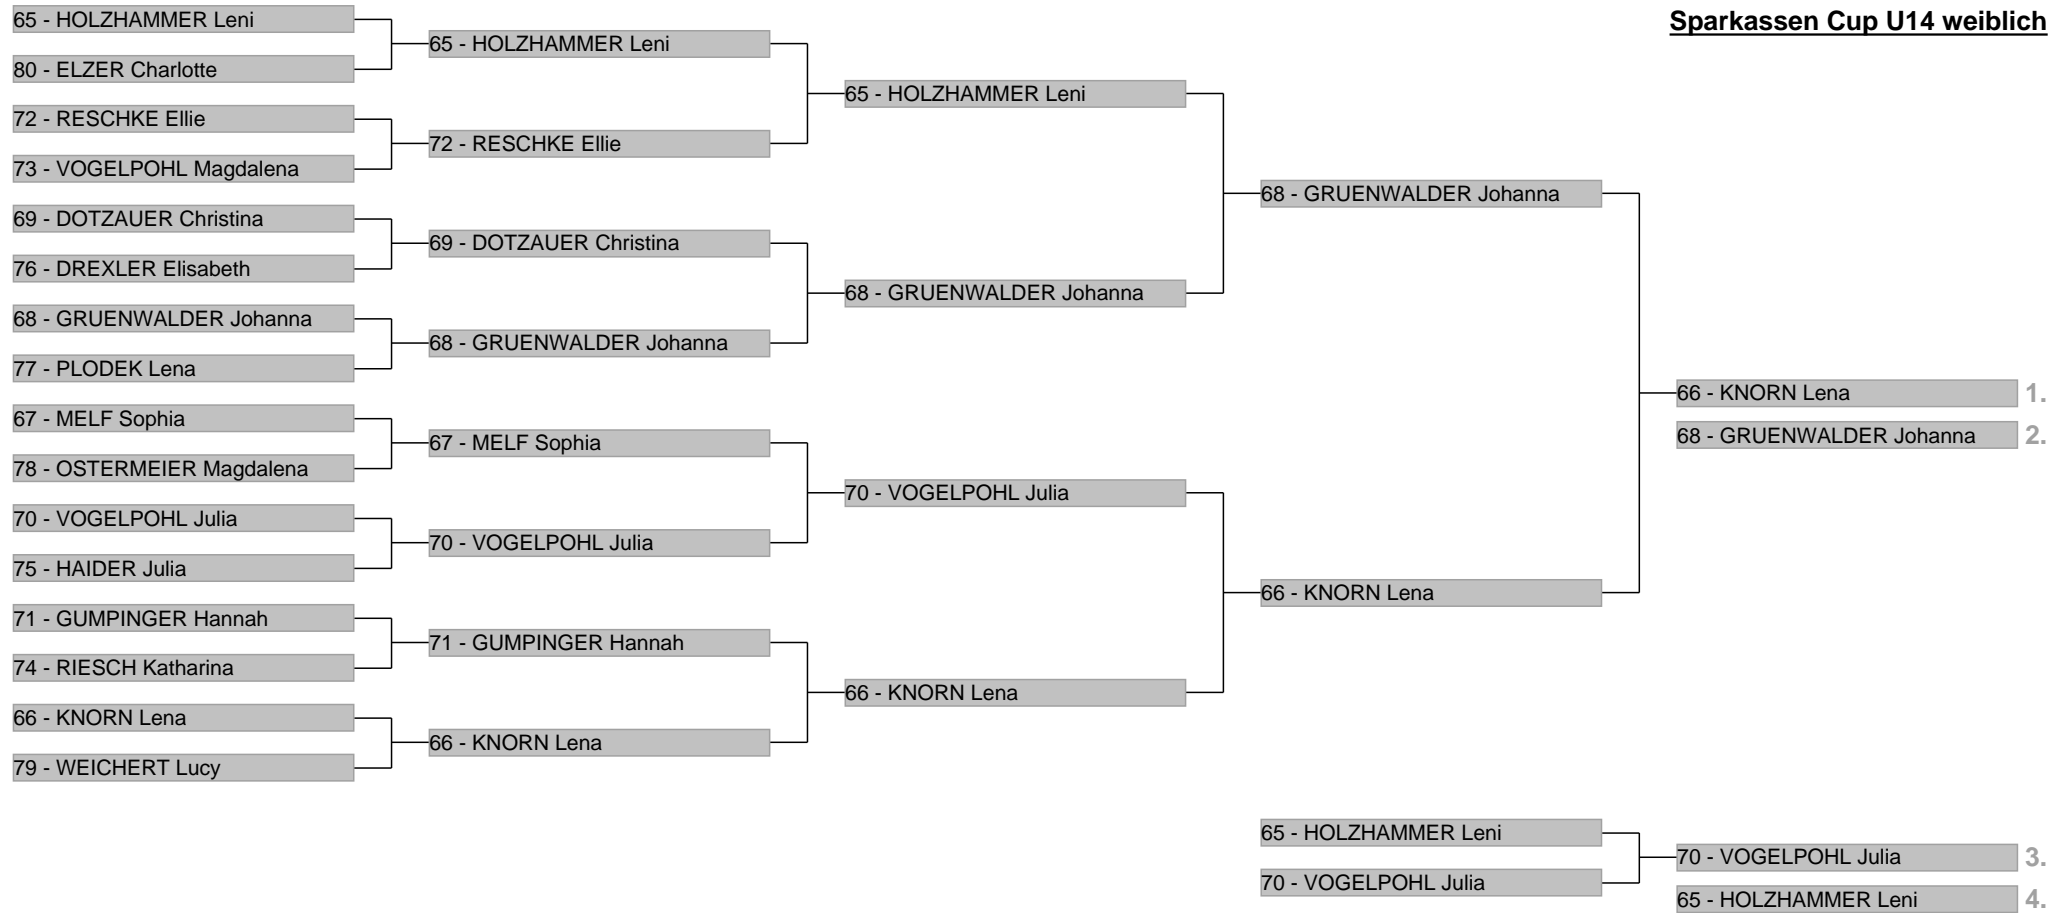 Sparkassen Cup U14 weiblich
65 - HOLZHAMMER Leni
80 - ELZER Charlotte
72 - RESCHKE Ellie
73 - VOGELPOHL Magdalena
69 - DOTZAUER Christina
76 - DREXLER Elisabeth
68 - GRUENWALDER Johanna
77 - PLODEK Lena
67 - MELF Sophia
78 - OSTERMEIER Magdalena
70 - VOGELPOHL Julia
75 - HAIDER Julia
71 - GUMPINGER Hannah
74 - RIESCH Katharina
66 - KNORN Lena
79 - WEICHERT Lucy
65 - HOLZHAMMER Leni
72 - RESCHKE Ellie
69 - DOTZAUER Christina
68 - GRUENWALDER Johanna
67 - MELF Sophia
70 - VOGELPOHL Julia
71 - GUMPINGER Hannah
66 - KNORN Lena
65 - HOLZHAMMER Leni
68 - GRUENWALDER Johanna
70 - VOGELPOHL Julia
66 - KNORN Lena
68 - GRUENWALDER Johanna
66 - KNORN Lena
66 - KNORN Lena 1.
68 - GRUENWALDER Johanna 2.
65 - HOLZHAMMER Leni
70 - VOGELPOHL Julia
70 - VOGELPOHL Julia 3.
65 - HOLZHAMMER Leni 4.